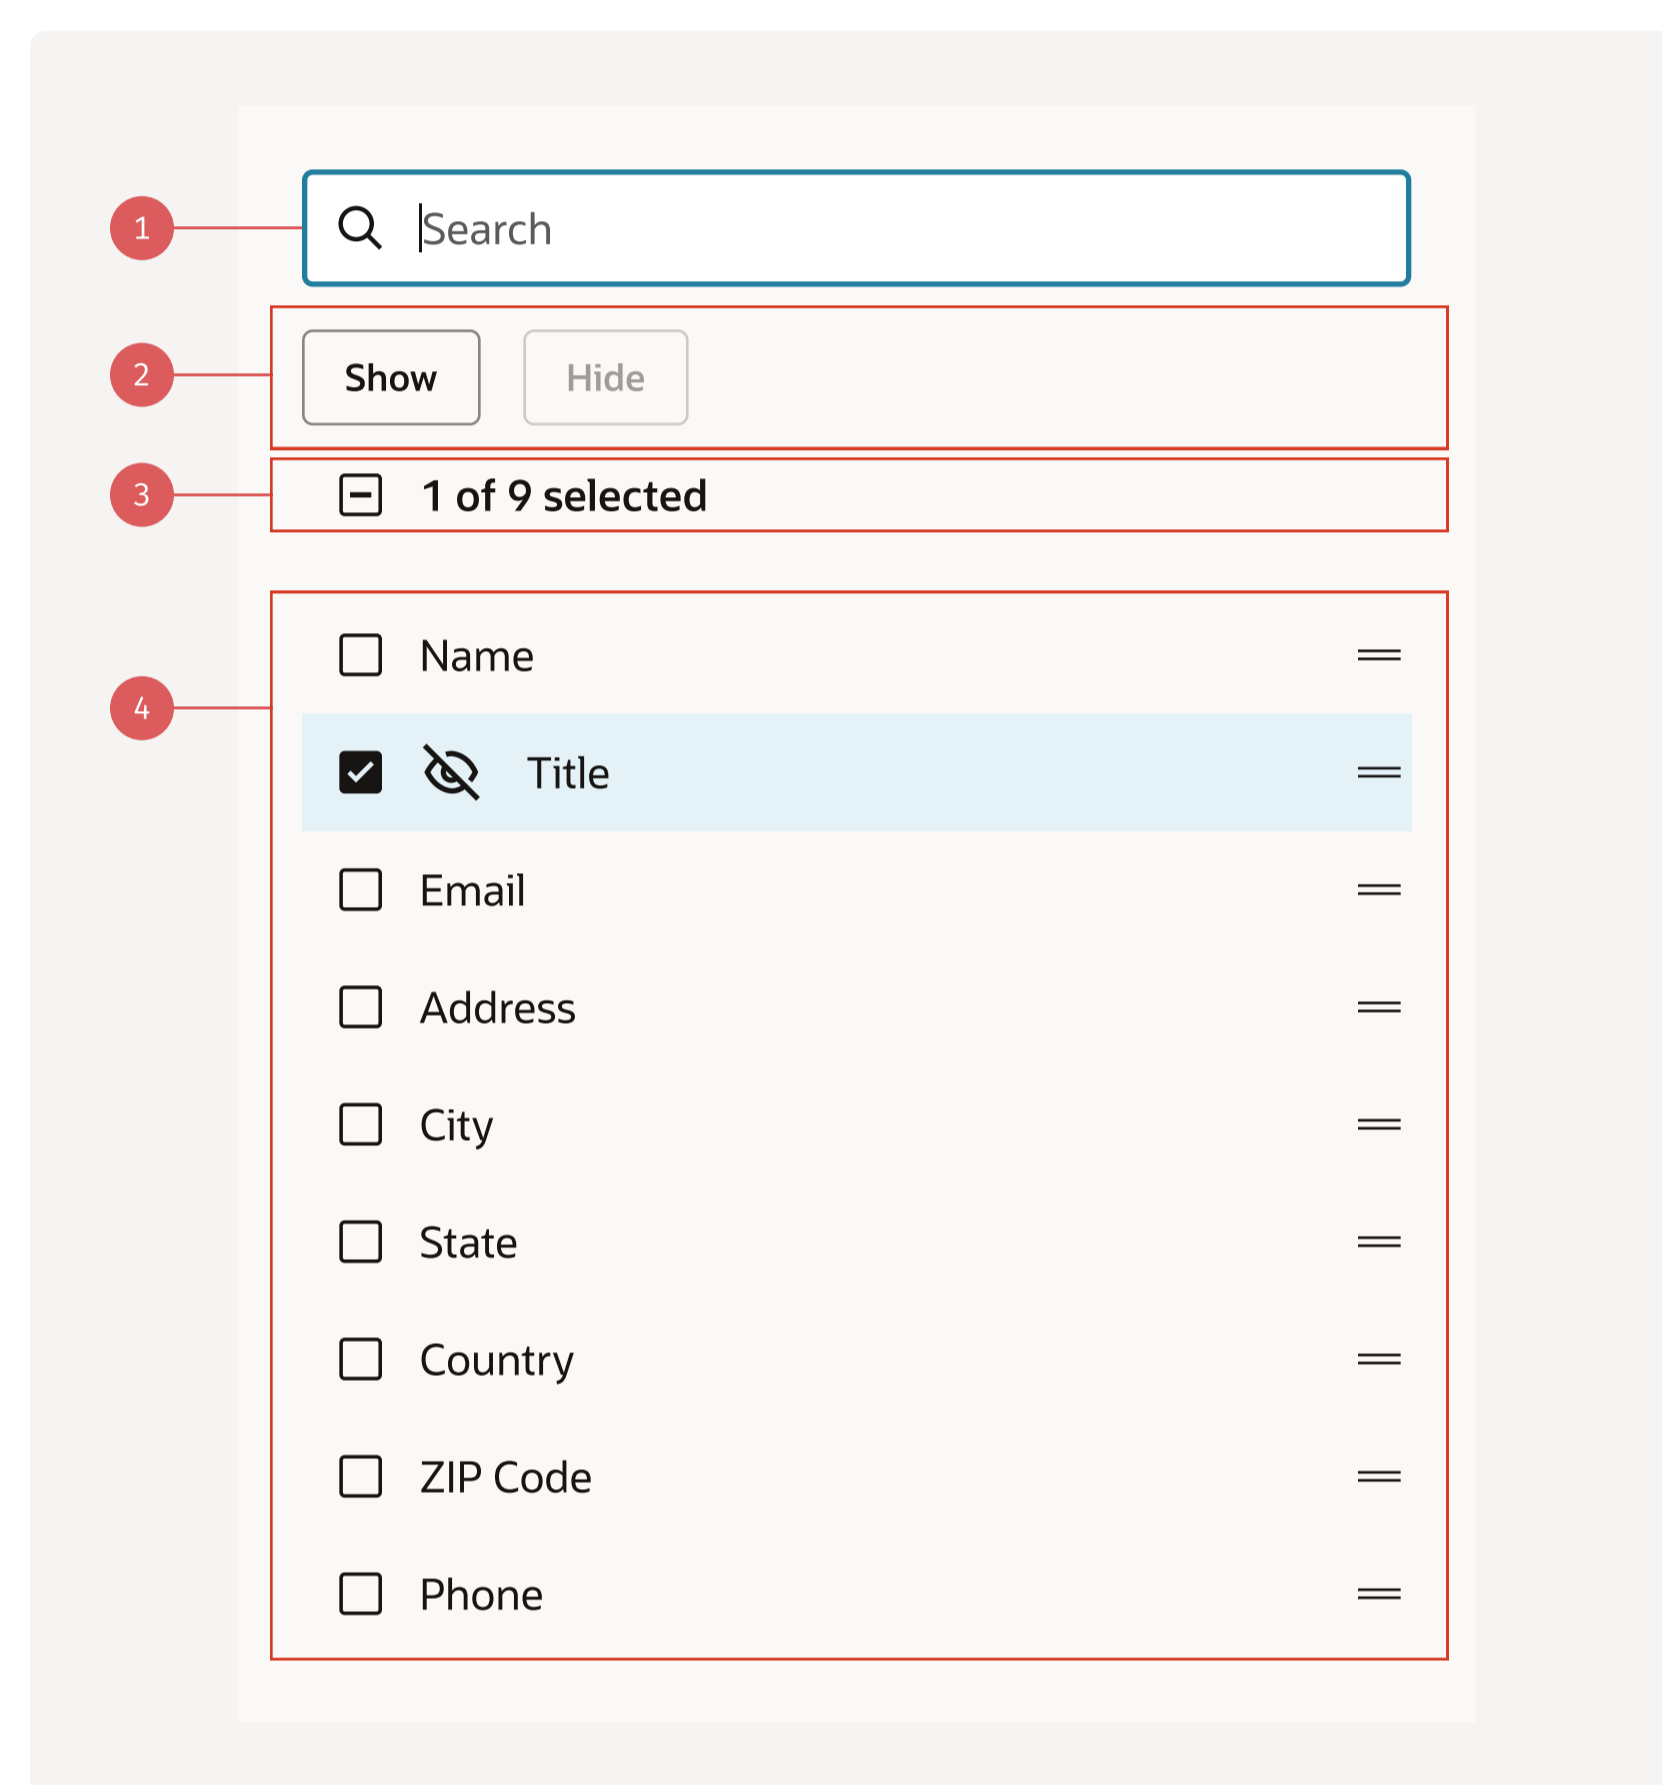 1
Search
2
Show Hide
3
1 of 9 selected
Name
4
Title
Email
Address
City
State
Country
ZIP Code
Phone